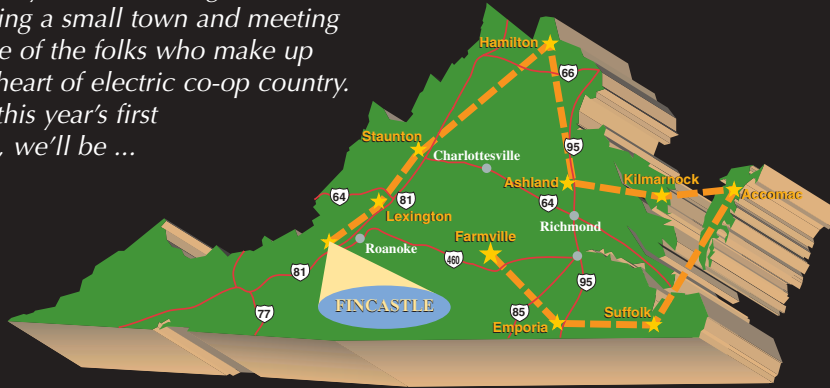 ing a small town and meeting
e of the folks who make up
heart of electric co-op country.
this year's first
, we'll be ...
Hamilton
66
Staunton
Charlottesville
95
Ashland
Kilmarnock
Accomac
64
81
64
Lexington
Richmond
Farmville
Roanoke
460
81
95
FINCASTLE
77
85
Suffolk
Emporia